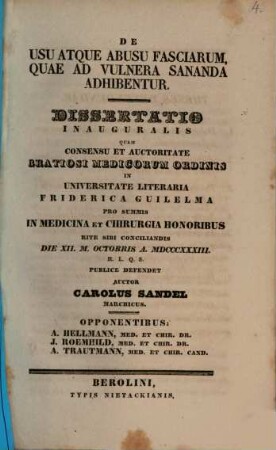 4.
DE
USU ATQUE ABUSU FASCIARUM,
QUAE AD VULNERA SANANDA
ADHIBENTUR.
DISSERTATIO
INAUGURALIS
QUAM
CONSENSU ET AUCTORITATE
GRATIOSI MEDICORUM ORDINIS
IN
UNIVERSITATE LITERARIA
FRIDERICA GUILELMA
PRO SUMMIS
IN MEDICINA ET CHIRURGIA HONORIBUS
RITE SIBI CONCILIANDIS
DIE XII. M. OCTOBRIS A. MDCCCXXXIII.
H. L. Q. S.
PUBLICE DEFENDET
AUCTOR
CAROLUS SANDEL
MARCHICUS.
OPPONENTIBUS:
A. HELLMANN, MED. ET CHIR. DR.
J. ROEMHILD, MED. ET CHIR. DR.
A. TRAUTMANN, MED. ET CHIR. CAND.
BEROLINI,
TYPIS NIETACKIANIS,